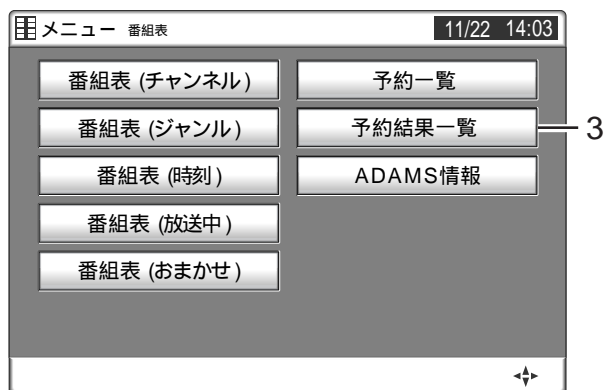 メニュー 番組表 11/22 14:03
番組表 (チャンネル) 予約一覧
番組表 (ジャンル) 予約結果一覧 3
番組表 (時刻) ADAMS情報
番組表 (放送中)
番組表 (おまかせ)